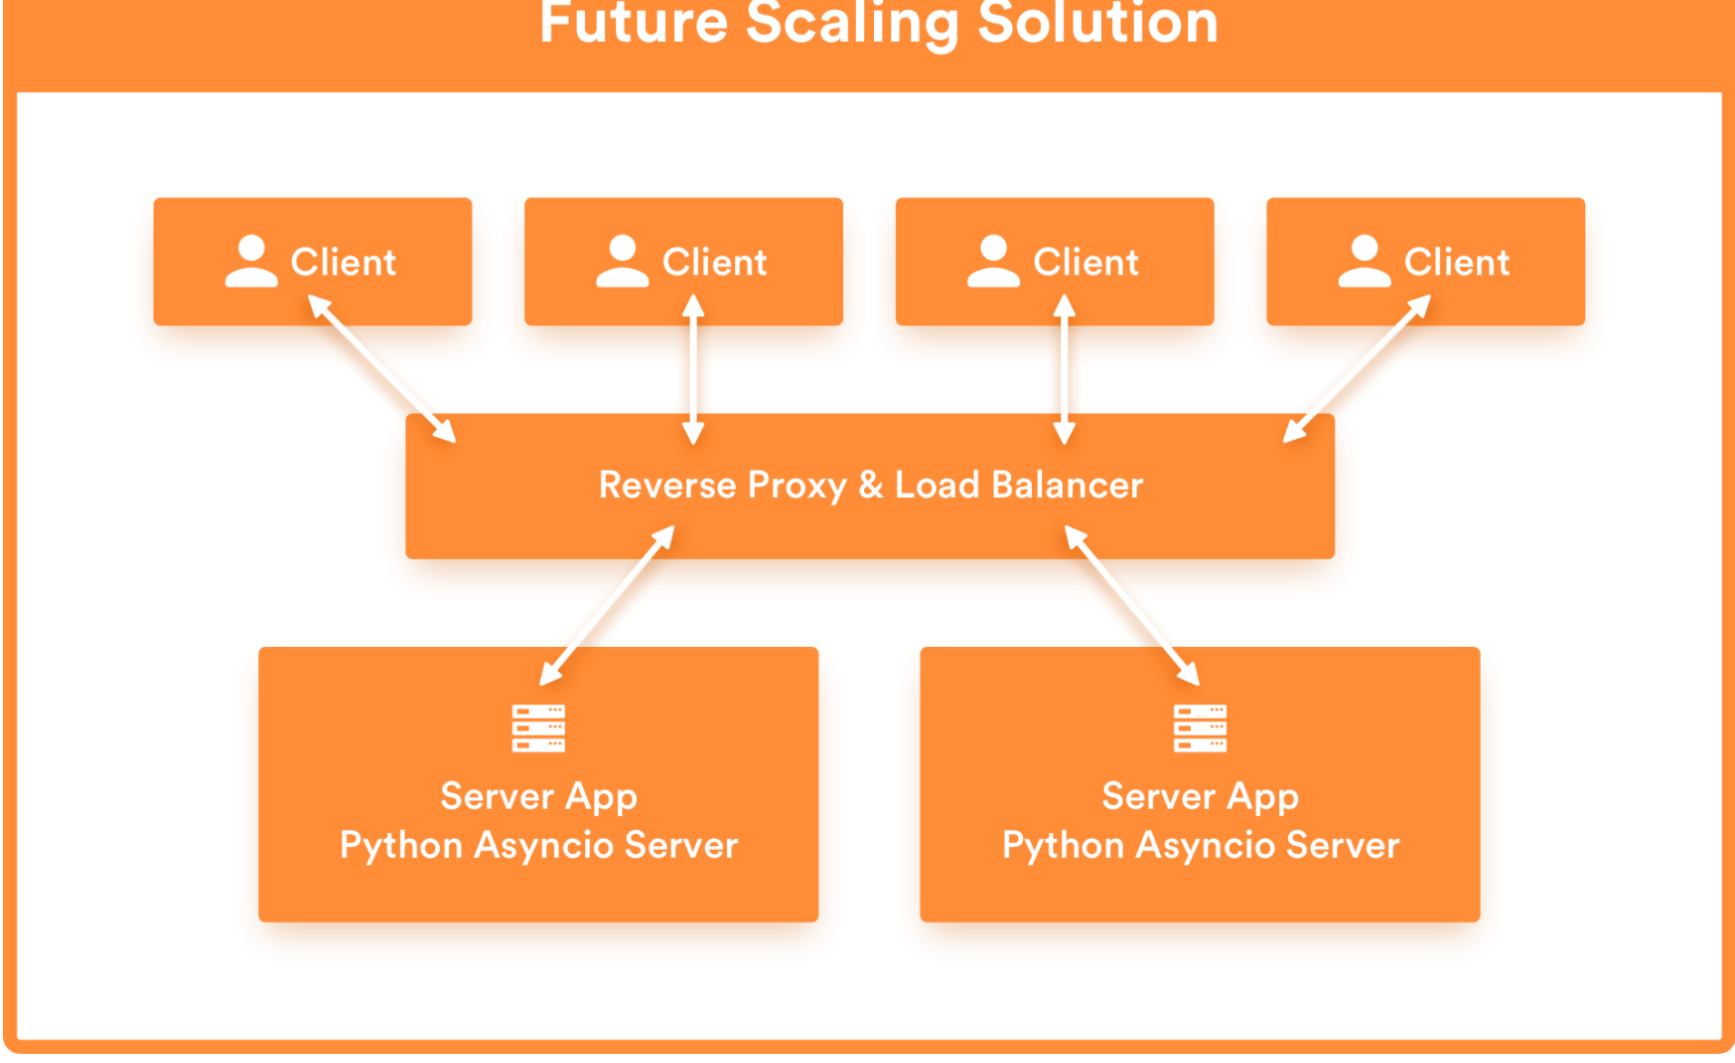 Future Scaling Solution
Client
Client
Client
Client
Reverse Proxy & Load Balancer
Server App
Python Asyncio Server
Server App
Python Asyncio Server